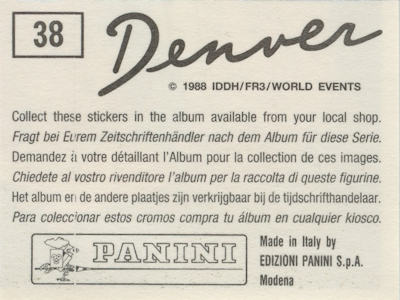 38
Denver
© 1988 IDDH/FR3/WORLD EVENTS
Collect these stickers in the album available from your local shop.
Fragt bei Eurem Zeitschriftenhändler nach dem Album für diese Serie.
Demandez à votre détaillant l'Album pour la collection de ces images.
Chiedete al vostro rivenditore l'album per la raccolta di queste figurine.
Het album en de andere plaatjes zijn verkrijgbaar bij de tijdschrifthandelaar.
Para coleccionar estos cromos compra tu álbum en cualquier kiosco.
PANINI
Made in Italy by
EDIZIONI PANINI S.p.A.
Modena